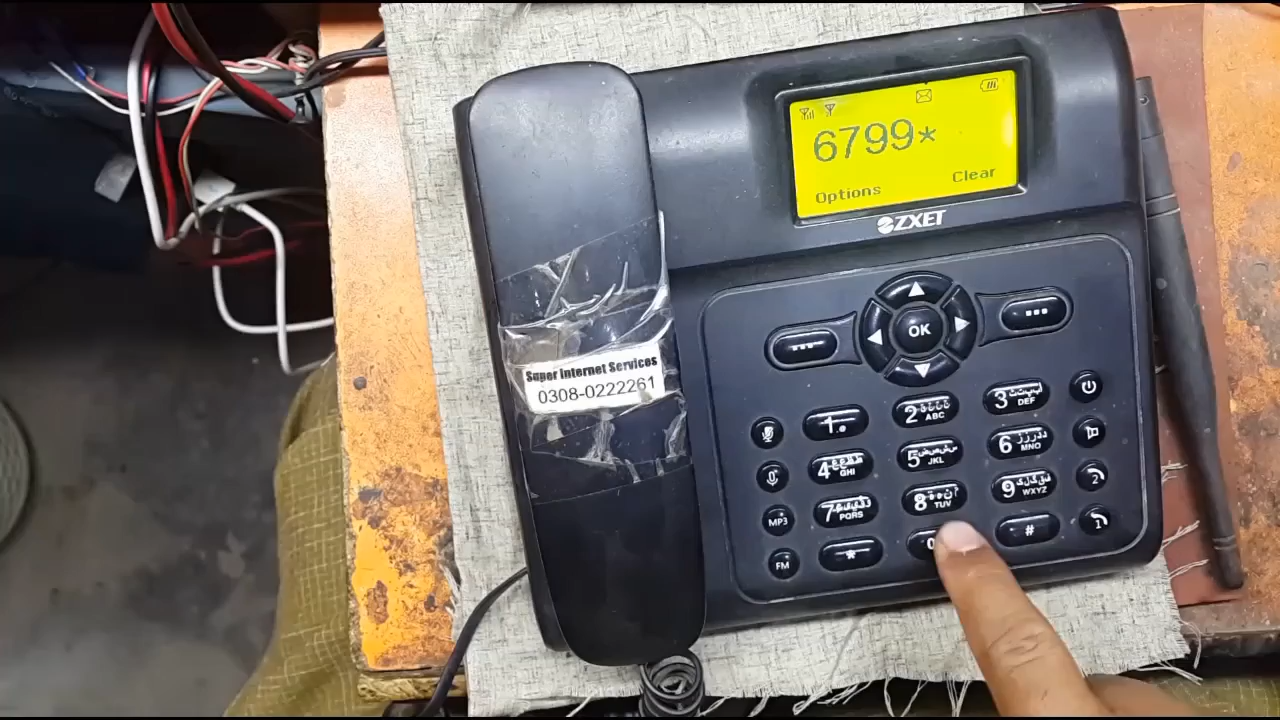 6799*
Options Clear
ZXET
Super Internet Services
0308-0222261
OK
1
2 ABC
3 DEF
4 GHI
5 JKL
6 MNO
MP3 7 PQRS
8 TUV
9 WXYZ
FM *
0
#